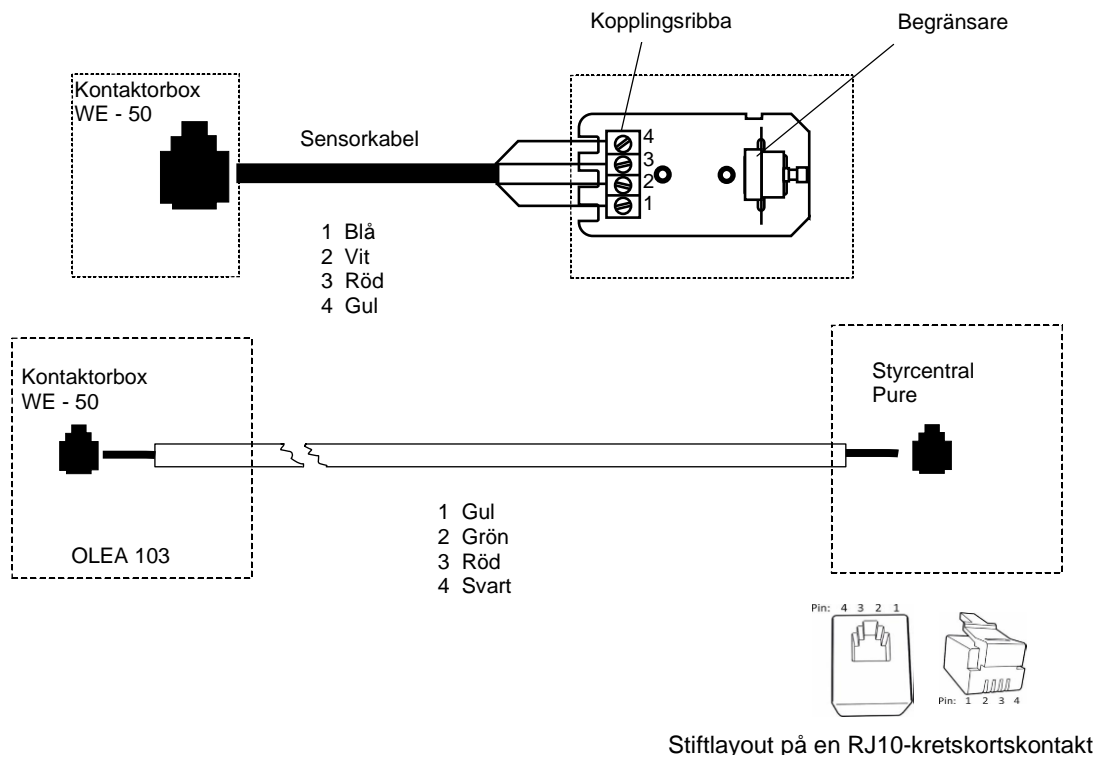 Kopplingsribba
Begränsare
Kontaktorbox
WE - 50
Sensorkabel
4
3
2
1
1 Blå
2 Vit
3 Röd
4 Gul
Kontaktorbox
WE - 50
OLEA 103
Styrcentral
Pure
1 Gul
2 Grön
3 Röd
4 Svart
Pin: 4 3 2 1
Pin: 1 2 3 4
Stiftlayout på en RJ10-kretskortskontakt